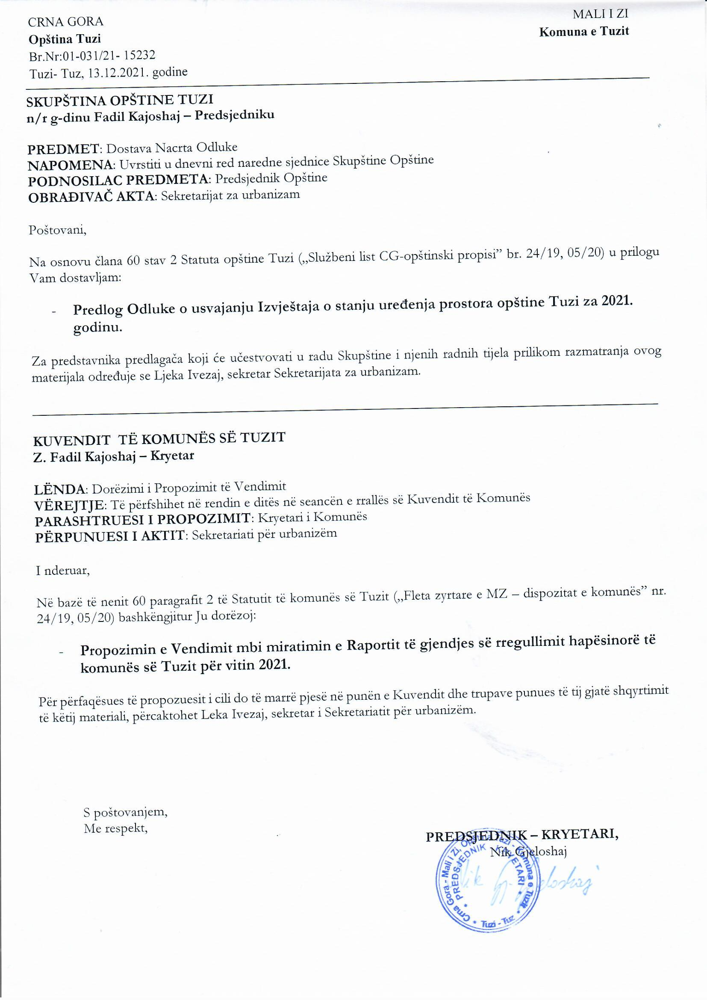 CRNA GORA
Opština Tuzi
Br.Nr:01-031/21- 15232
Tuzi- Tuz, 13.12.2021. godine
MALI I ZI
Komuna e Tuzit
SKUPŠTINA OPŠTINE TUZI
n/r g-dinu Fadil Kajoshaj – Predsjedniku
PREDMET: Dostava Nacrta Odluke
NAPOMENA: Uvrstiti u dnevni red naredne sjednice Skupštine Opštine
PODNOSILAC PREDMETA: Predsjednik Opštine
OBRAĐIVAČ AKTA: Sekretarijat za urbanizam
Poštovani,
Na osnovu člana 60 stav 2 Statuta opštine Tuzi („Službeni list CG-opštinski propisi” br. 24/19, 05/20) u prilogu
Vam dostavljam:
- Predlog Odluke o usvajanju Izvještaja o stanju uređenja prostora opštine Tuzi za 2021.
godinu.
Za predstavnika predlagača koji će učestvovati u radu Skupštine i njenih radnih tijela prilikom razmatranja ovog
materijala određuje se Ljeka Ivezaj, sekretar Sekretarijata za urbanizam.
KUVENDIT TË KOMUNËS SË TUZIT
Z. Fadil Kajoshaj – Kryetar
LËNDA: Dorëzimi i Propozimit të Vendimit
VËREJTJE: Të përfshihet në rendin e ditës në seancën e rrallës së Kuvendit të Komunës
PARASHTRUESI I PROPOZIMIT: Kryetari i Komunës
PËRPUNUESI I AKTIT: Sekretariati për urbanizëm
I nderuar,
Në bazë të nenit 60 paragrafit 2 të Statutit të komunës së Tuzit („Fleta zyrtare e MZ – dispozitat e komunës” nr.
24/19, 05/20) bashkëngjitur Ju dorëzoj:
- Propozimin e Vendimit mbi miratimin e Raportit të gjendjes së rregullimit hapësinorë të
komunës së Tuzit për vitin 2021.
Për përfaqësues të propozuesit i cili do të marrë pjesë në punën e Kuvendit dhe trupave punues të tij gjatë shqyrtimit
të këtij materiali, përcaktohet Leka Ivezaj, sekretar i Sekretariatit për urbanizëm.
S poštovanjem,
Me respekt,
PREDSJEDNIK – KRYETARI,
Nik Gjeloshaj
Crna Gora - Mali i Zi, Opština Tuzi - Komuna e Tuzit
* PREDSJEDNIK KRYETARI *
* Tuzi - Tuz *
Nik Gjeloshaj